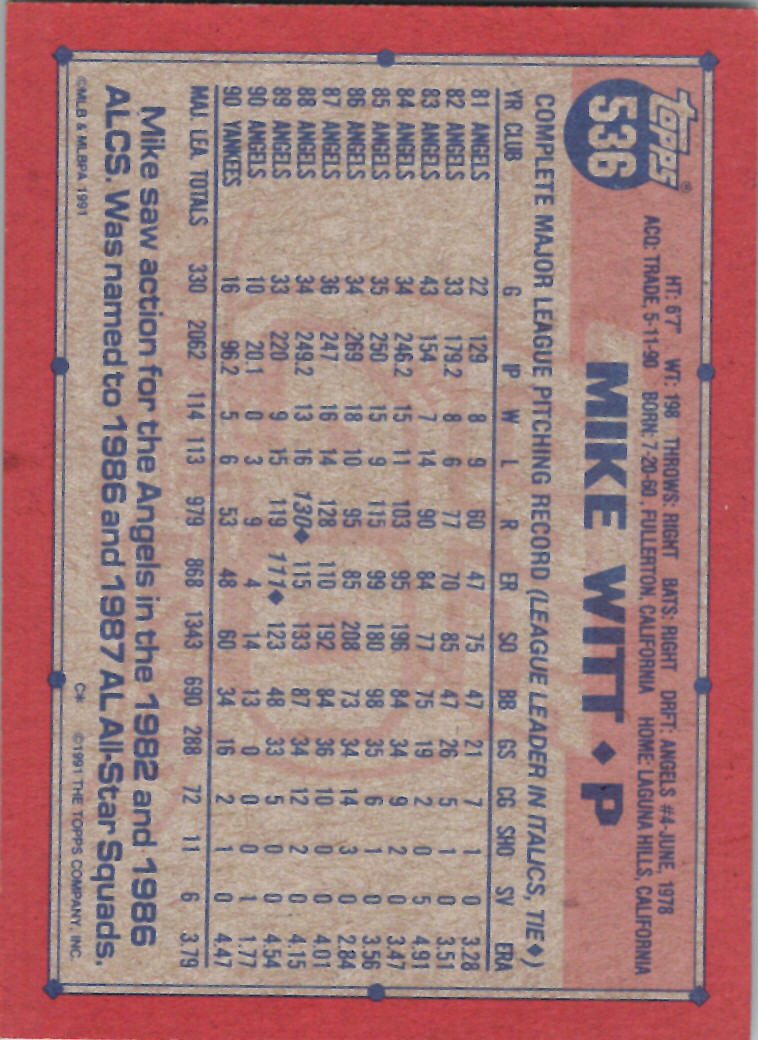 topps®
536
HT: 6'7" WT: 198 THROWS: RIGHT BATS: RIGHT DRFT: ANGELS #4-JUNE, 1978
ACQ: TRADE, 5-11-90 BORN: 7-20-60, FULLERTON, CALIFORNIA HOME: LAGUNA HILLS, CALIFORNIA
MIKE WITT ♦ P
COMPLETE MAJOR LEAGUE PITCHING RECORD (LEAGUE LEADER IN ITALICS, TIE♦)
YR CLUB G IP W L R ER SO BB GS CG SHO SV ERA
81 ANGELS 22 129 8 9 60 47 75 47 21 7 1 0 3.28
82 ANGELS 33 179.2 8 6 77 70 85 47 26 5 1 0 3.51
83 ANGELS 43 154 7 14 90 84 77 75 19 2 0 5 4.91
84 ANGELS 34 246.2 15 11 103 95 196 84 34 9 2 0 3.47
85 ANGELS 35 250 15 9 115 99 180 98 35 6 1 0 3.56
86 ANGELS 34 269 18 10 95 85 208 73 34 14 3 0 2.84
87 ANGELS 36 247 16 14 128 110 192 84 36 10 0 0 4.01
88 ANGELS 34 249.2 13 16 130♦ 115 133 87 34 12 2 0 4.15
89 ANGELS 33 220 9 15 119 111♦ 123 48 33 5 0 0 4.54
90 ANGELS 10 20.1 0 3 9 4 14 13 0 0 0 1 1.77
90 YANKEES 16 96.2 5 6 53 48 60 34 16 2 1 0 4.47
MAJ. LEA. TOTALS 330 2062 114 113 979 868 1343 690 288 72 11 6 3.79
Mike saw action for the Angels in the 1982 and 1986
ALCS. Was named to 1986 and 1987 AL All-Star Squads.
©MLB & MLBPA 1991 C* ©1991 THE TOPPS COMPANY, INC.